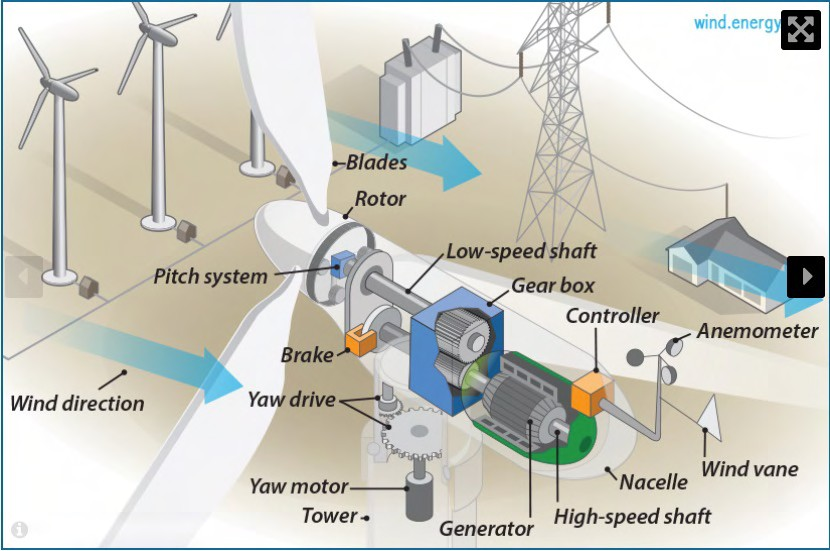 wind.energy
Blades
Rotor
Low-speed shaft
Pitch system
Gear box
Controller
Anemometer
Brake
Yaw drive
Wind direction
Wind vane
Nacelle
Yaw motor
High-speed shaft
Tower
Generator
i